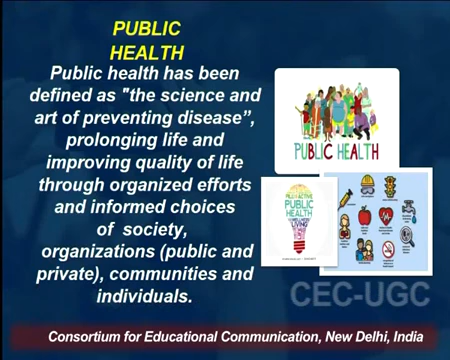 PUBLIC
HEALTH
Public health has been
defined as "the science and
art of preventing disease”,
prolonging life and
improving quality of life
through organized efforts
and informed choices
of society,
organizations (public and
private), communities and
individuals.
PUBLIC HEALTH
PUBLIC
HEALTH
LIVING
CEC-UGC
Consortium for Educational Communication, New Delhi, India